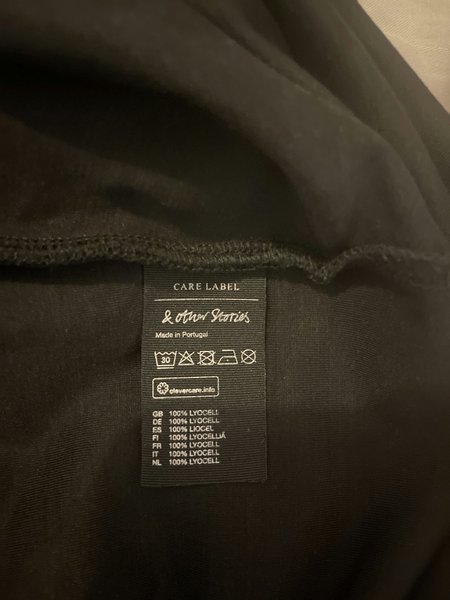 CARE LABEL
& Other Stories
Made in Portugal
30
clevercare.info
GB 100% LYOCELL
DE 100% LYOCELL
ES 100% LIOCEL
FI 100% LYOCELLIÄ
FR 100% LYOCELL
IT 100% LYOCELL
NL 100% LYOCELL